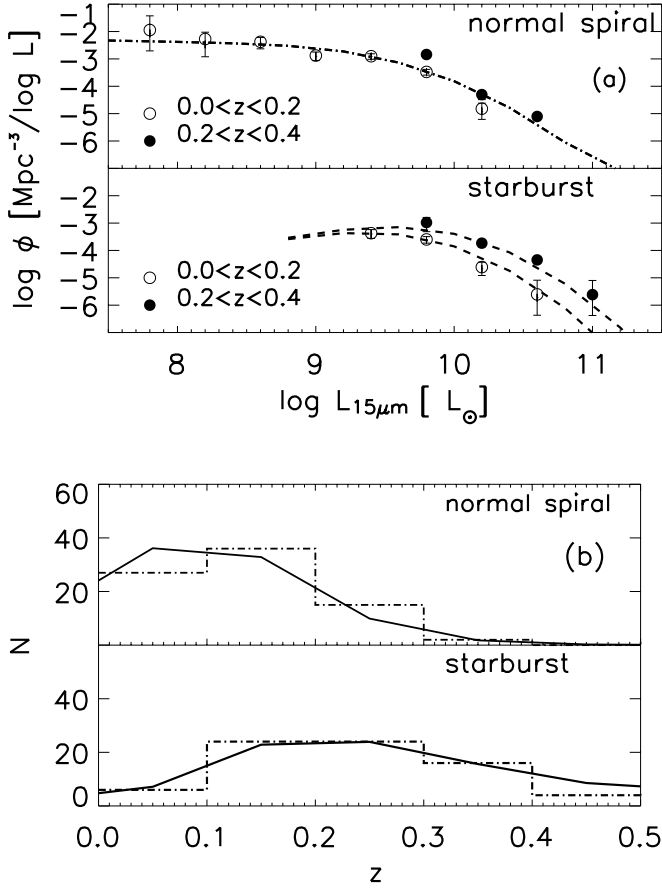 −1
normal spiral
−2
−3
(a)
−4
0.0<z<0.2
−5
0.2<z<0.4
−6
log ϕ [Mpc⁻³/log L]
starburst
−2
−3
−4
0.0<z<0.2
−5
0.2<z<0.4
−6
8 9 10 11
log L15μm [ L⊙]
60
normal spiral
40
(b)
20
N
starburst
40
20
0
0.0 0.1 0.2 0.3 0.4 0.5
z